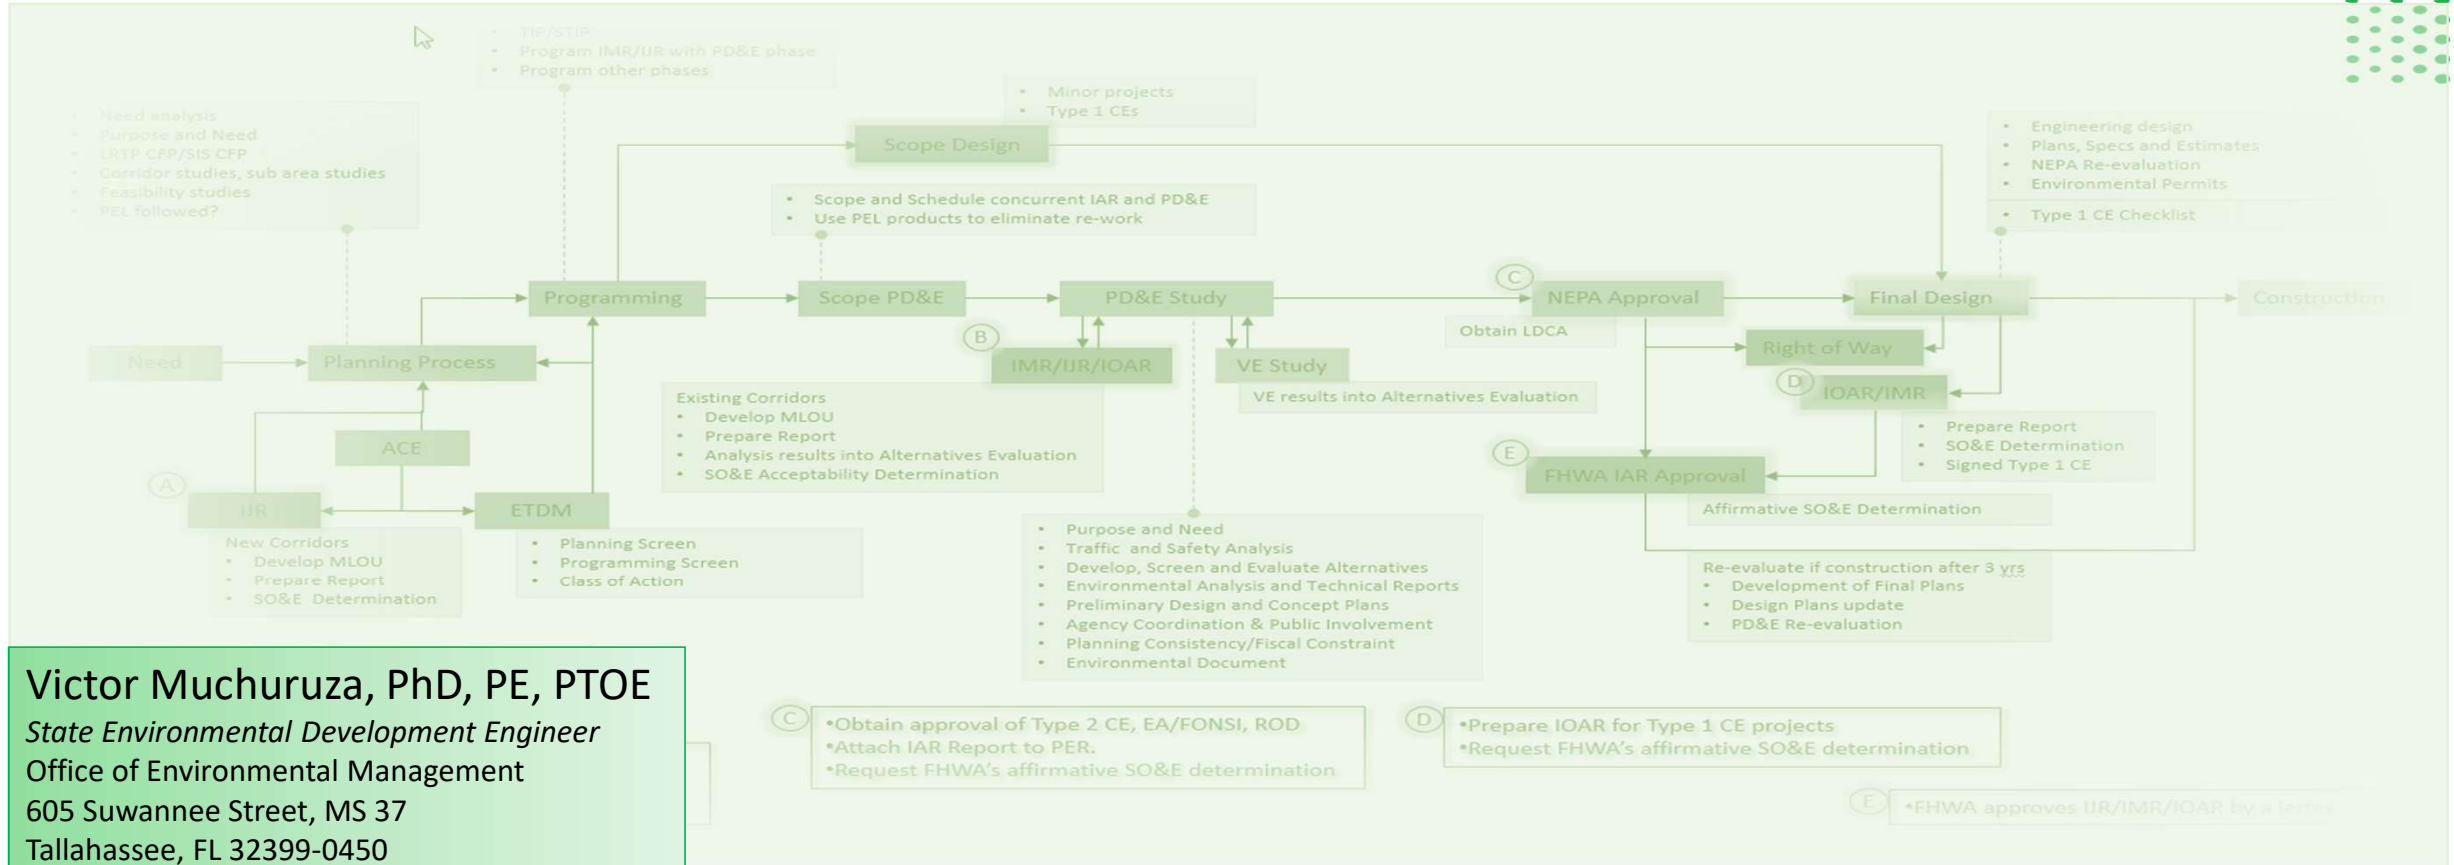 • TIP/STIP
• Program IMR/IJR with PD&E phase
• Program other phases
• Need analysis
• Purpose and Need
• LRTP CFP/SIS CFP
• Corridor studies, sub area studies
• Feasibility studies
• PEL followed?
• Minor projects
• Type 1 CEs
• Engineering design
• Plans, Specs and Estimates
• NEPA Re-evaluation
• Environmental Permits
• Type 1 CE Checklist
Scope Design
• Scope and Schedule concurrent IAR and PD&E
• Use PEL products to eliminate re-work
Programming
Scope PD&E
PD&E Study
C
NEPA Approval
Final Design
Construction
Obtain LDCA
Need
Planning Process
B
IMR/IJR/IOAR
VE Study
Right of Way
VE results into Alternatives Evaluation
D
IOAR/IMR
• Prepare Report
• SO&E Determination
• Signed Type 1 CE
Existing Corridors
• Develop MLOU
• Prepare Report
• Analysis results into Alternatives Evaluation
• SO&E Acceptability Determination
ACE
A
IJR
ETDM
E
FHWA IAR Approval
Affirmative SO&E Determination
New Corridors
• Develop MLOU
• Prepare Report
• SO&E Determination
• Planning Screen
• Programming Screen
• Class of Action
• Purpose and Need
• Traffic and Safety Analysis
• Develop, Screen and Evaluate Alternatives
• Environmental Analysis and Technical Reports
• Preliminary Design and Concept Plans
• Agency Coordination & Public Involvement
• Planning Consistency/Fiscal Constraint
• Environmental Document
Re-evaluate if construction after 3 yrs
• Development of Final Plans
• Design Plans update
• PD&E Re-evaluation
Victor Muchuruza, PhD, PE, PTOE
State Environmental Development Engineer
Office of Environmental Management
605 Suwannee Street, MS 37
Tallahassee, FL 32399-0450
C
•Obtain approval of Type 2 CE, EA/FONSI, ROD
•Attach IAR Report to PER.
•Request FHWA's affirmative SO&E determination
D
•Prepare IOAR for Type 1 CE projects
•Request FHWA's affirmative SO&E determination
E
•FHWA approves IJR/IMR/IOAR by a letter